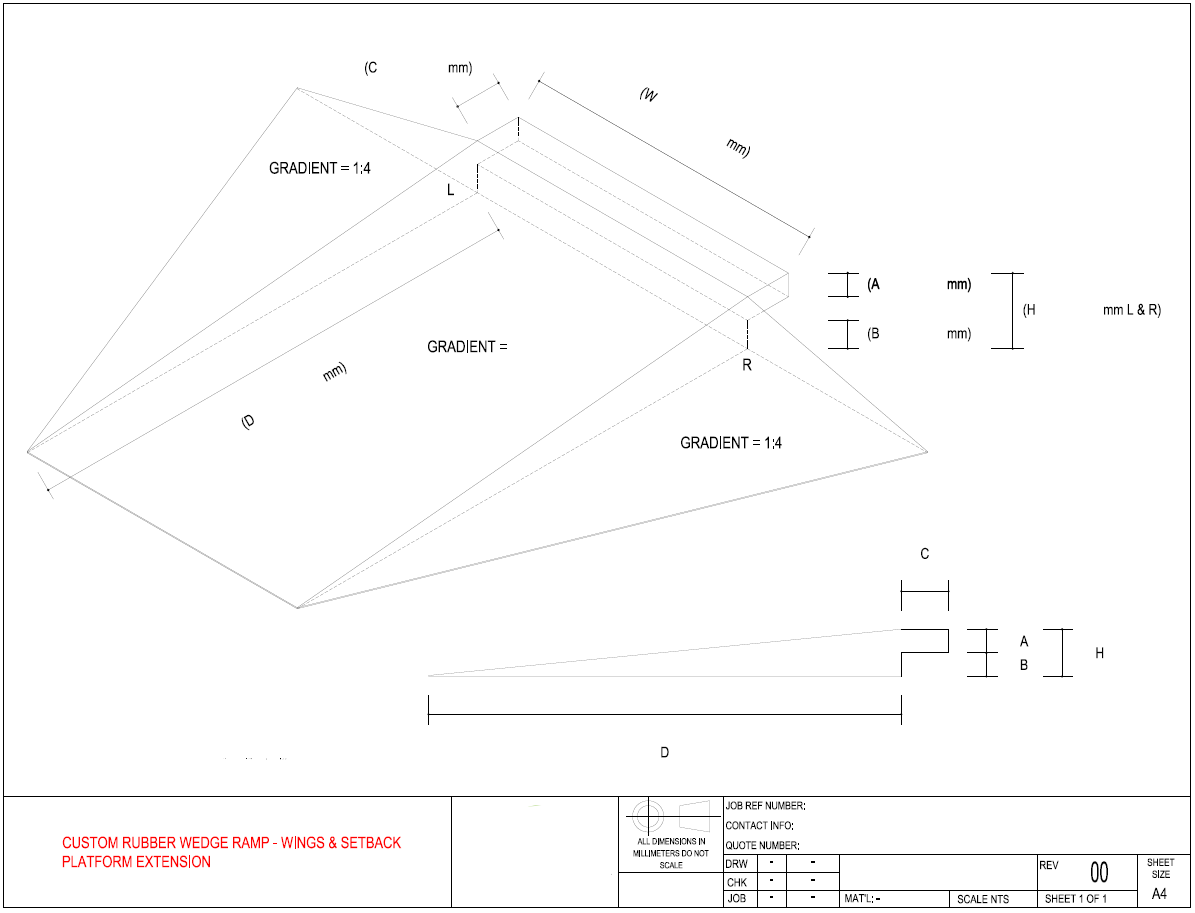 (C mm)
(W mm)
GRADIENT = 1:4
L
(A mm)
(H mm L & R)
(B mm)
GRADIENT =
R
(D mm)
GRADIENT = 1:4
C
A
H
B
D
CUSTOM RUBBER WEDGE RAMP - WINGS & SETBACK
PLATFORM EXTENSION
ALL DIMENSIONS IN
MILLIMETERS DO NOT
SCALE
JOB REF NUMBER:
CONTACT INFO:
QUOTE NUMBER:
DRW - -
CHK - -
JOB - -
MAT'L: -
SCALE NTS
REV 00
SHEET 1 OF 1
SHEET
SIZE
A4